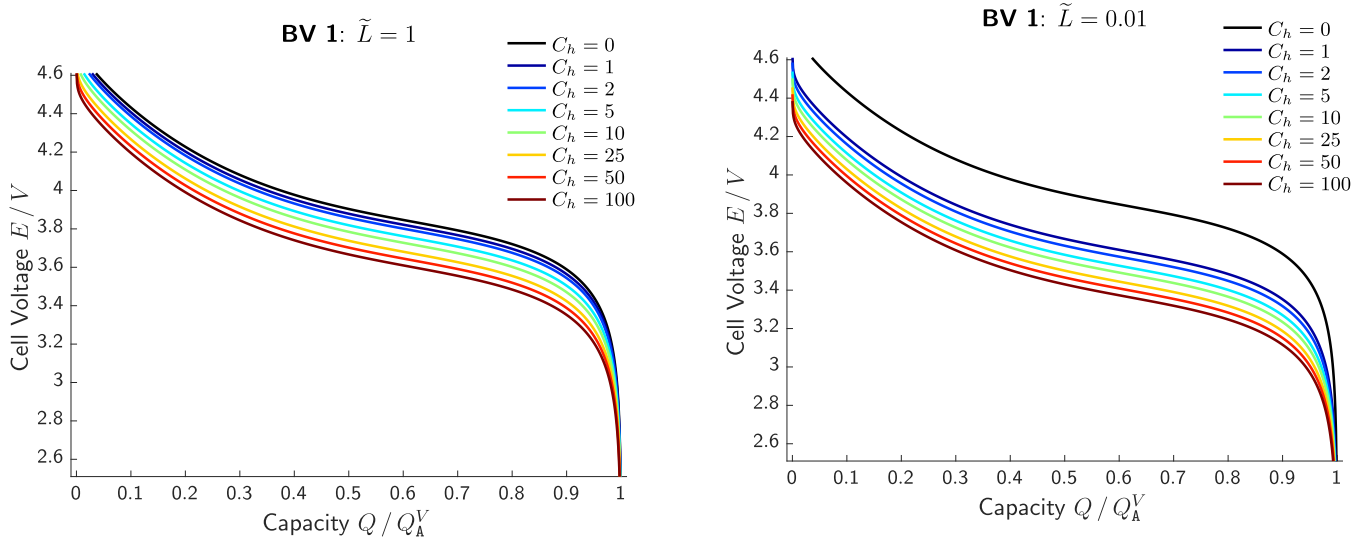 BV 1: L̃ = 1
C_h = 0
C_h = 1
C_h = 2
C_h = 5
C_h = 10
C_h = 25
C_h = 50
C_h = 100
4.6
4.4
4.2
4
3.8
3.6
3.4
3.2
3
2.8
2.6
Cell Voltage E / V
0 0.1 0.2 0.3 0.4 0.5 0.6 0.7 0.8 0.9 1
Capacity Q / Q_A^V
BV 1: L̃ = 0.01
C_h = 0
C_h = 1
C_h = 2
C_h = 5
C_h = 10
C_h = 25
C_h = 50
C_h = 100
4.6
4.4
4.2
4
3.8
3.6
3.4
3.2
3
2.8
2.6
Cell Voltage E / V
0 0.1 0.2 0.3 0.4 0.5 0.6 0.7 0.8 0.9 1
Capacity Q / Q_A^V